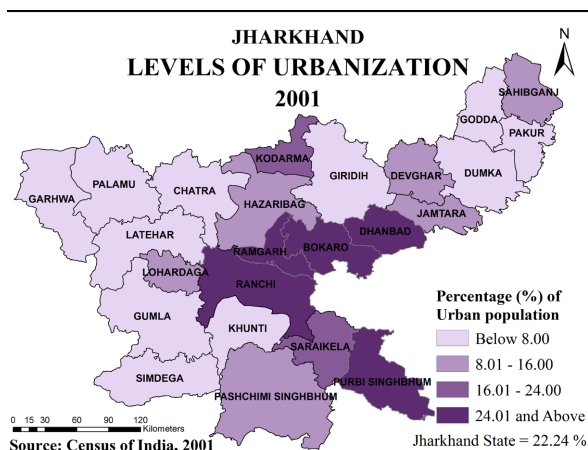 JHARKHAND
LEVELS OF URBANIZATION
2001
N
SAHIBGANJ
GODDA
PAKUR
KODARMA
GIRIDIH
DEVGHAR
DUMKA
PALAMU
CHATRA
GARHWA
HAZARIBAG
JAMTARA
DHANBAD
LATEHAR
RAMGARH
BOKARO
LOHARDAGA
RANCHI
GUMLA
KHUNTI
SARAIKELA
SIMDEGA
PURBI SINGHBHUM
PASHCHIMI SINGHBHUM
Percentage (%) of
Urban population
Below 8.00
8.01 - 16.00
16.01 - 24.00
24.01 and Above
Jharkhand State = 22.24 %
0 15 30 60 90 120
Kilometers
Source: Census of India, 2001